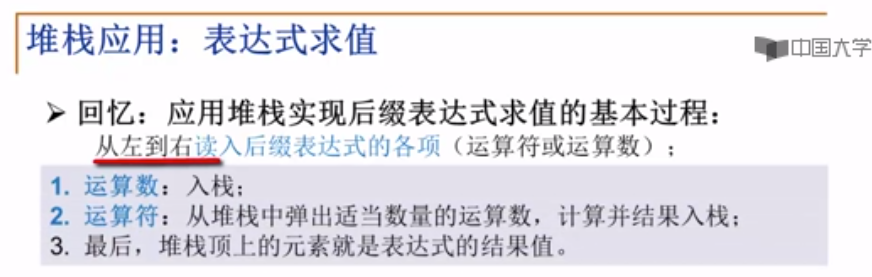 堆栈应用：表达式求值
中国大学
➢ 回忆：应用堆栈实现后缀表达式求值的基本过程：
从左到右读入后缀表达式的各项（运算符或运算数）；
1. 运算数：入栈；
2. 运算符：从堆栈中弹出适当数量的运算数，计算并结果入栈；
3. 最后，堆栈顶上的元素就是表达式的结果值。